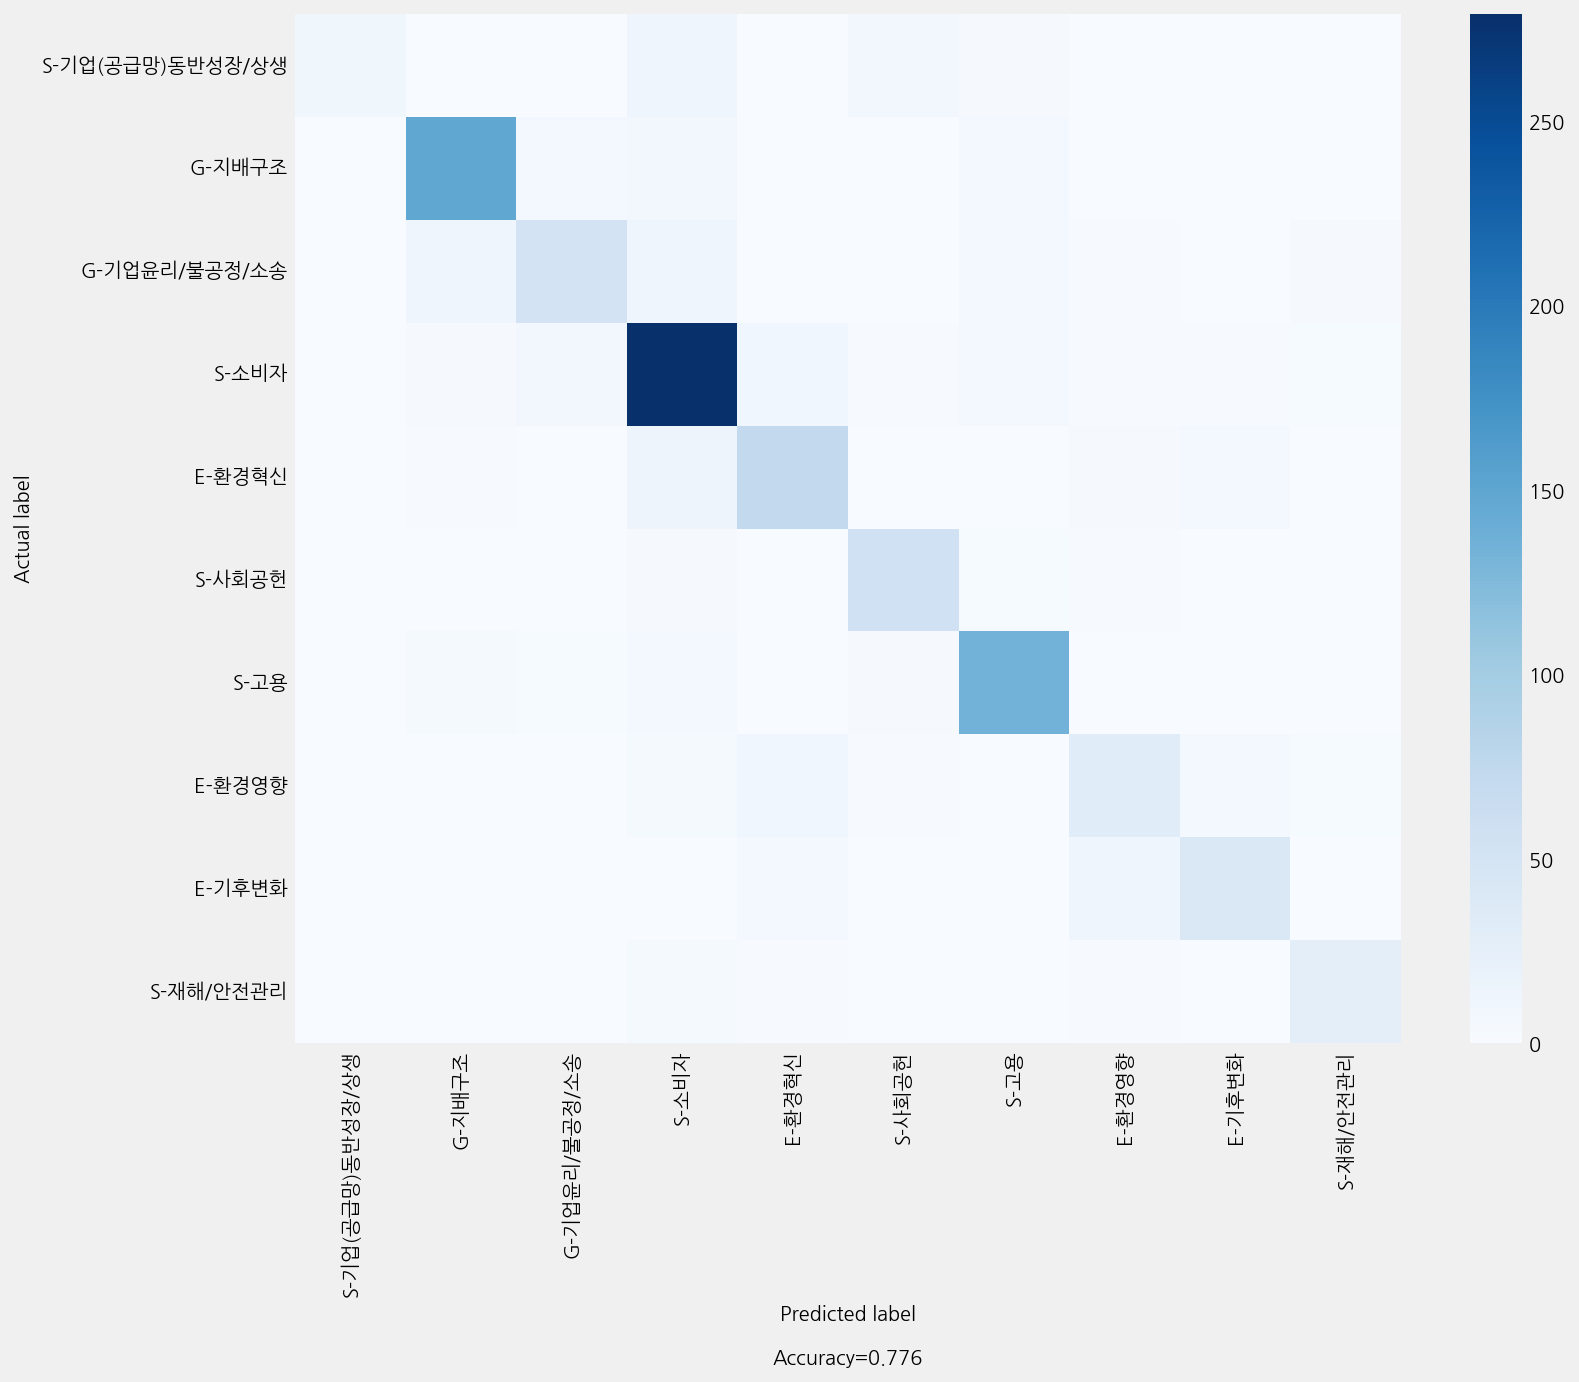 S-기업(공급망)동반성장/상생
G-지배구조
G-기업윤리/불공정/소송
S-소비자
E-환경혁신
S-사회공헌
S-고용
E-환경영향
E-기후변화
S-재해/안전관리
Actual label
250
200
150
100
50
0
S-기업(공급망)동반성장/상생
G-지배구조
G-기업윤리/불공정/소송
S-소비자
E-환경혁신
S-사회공헌
S-고용
E-환경영향
E-기후변화
S-재해/안전관리
Predicted label
Accuracy=0.776